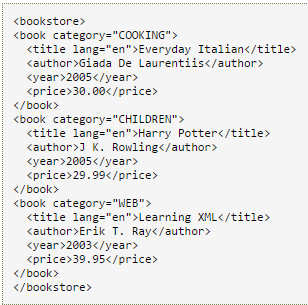 <bookstore>
<book category="COOKING">
  <title lang="en">Everyday Italian</title>
  <author>Giada De Laurentiis</author>
  <year>2005</year>
  <price>30.00</price>
</book>
<book category="CHILDREN">
  <title lang="en">Harry Potter</title>
  <author>J K. Rowling</author>
  <year>2005</year>
  <price>29.99</price>
</book>
<book category="WEB">
  <title lang="en">Learning XML</title>
  <author>Erik T. Ray</author>
  <year>2003</year>
  <price>39.95</price>
</book>
</bookstore>